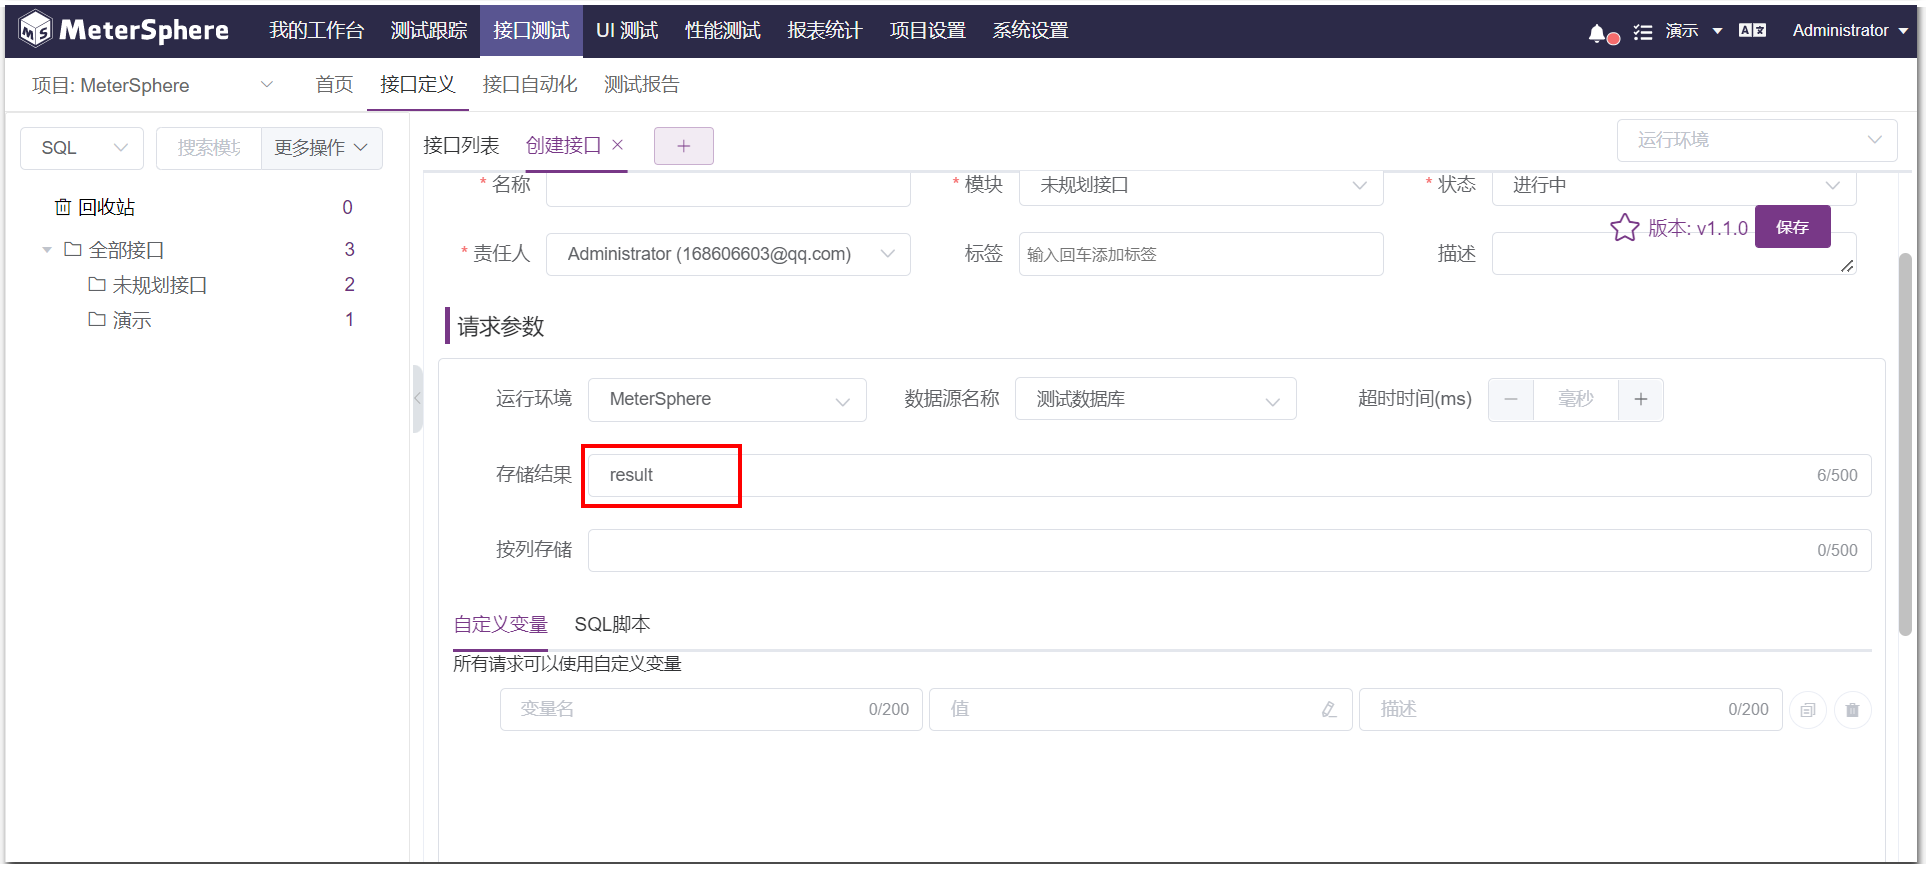 MeterSphere 我的工作台 测试跟踪 接口测试 UI 测试 性能测试 报表统计 项目设置 系统设置 演示 Administrator
项目: MeterSphere 首页 接口定义 接口自动化 测试报告
SQL 搜索模块 更多操作 接口列表 创建接口 运行环境
* 名称 * 模块 未规划接口 * 状态 进行中
回收站 0
版本: v1.1.0 保存
全部接口 3
* 责任人 Administrator (168606603@qq.com) 标签 输入回车添加标签 描述
未规划接口 2
演示 1
请求参数
运行环境 MeterSphere 数据源名称 测试数据库 超时时间(ms) 毫秒
存储结果 result 6/500
按列存储 0/500
自定义变量 SQL脚本
所有请求可以使用自定义变量
变量名 0/200 值 描述 0/200